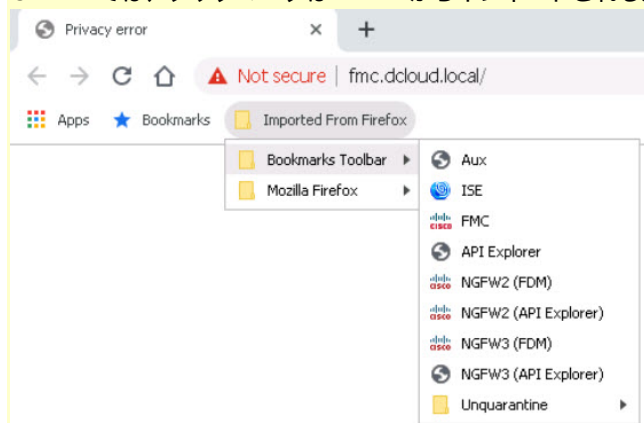 Privacy error
Not secure | fmc.dcloud.local/
Apps Bookmarks Imported From Firefox
Bookmarks Toolbar
Mozilla Firefox
Aux
ISE
FMC
API Explorer
NGFW2 (FDM)
NGFW2 (API Explorer)
NGFW3 (FDM)
NGFW3 (API Explorer)
Unquarantine